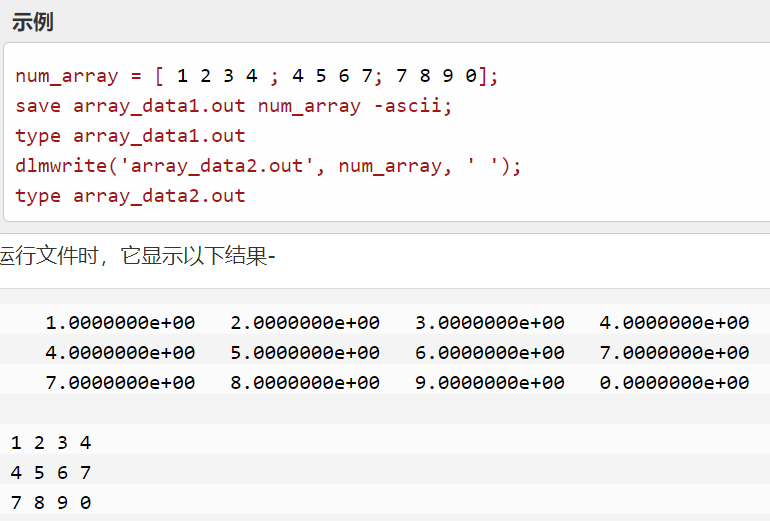 示例
num_array = [ 1 2 3 4 ; 4 5 6 7; 7 8 9 0];
save array_data1.out num_array -ascii;
type array_data1.out
dlmwrite('array_data2.out', num_array, ' ');
type array_data2.out
运行文件时，它显示以下结果-
1.0000000e+00 2.0000000e+00 3.0000000e+00 4.0000000e+00
4.0000000e+00 5.0000000e+00 6.0000000e+00 7.0000000e+00
7.0000000e+00 8.0000000e+00 9.0000000e+00 0.0000000e+00
1 2 3 4
4 5 6 7
7 8 9 0